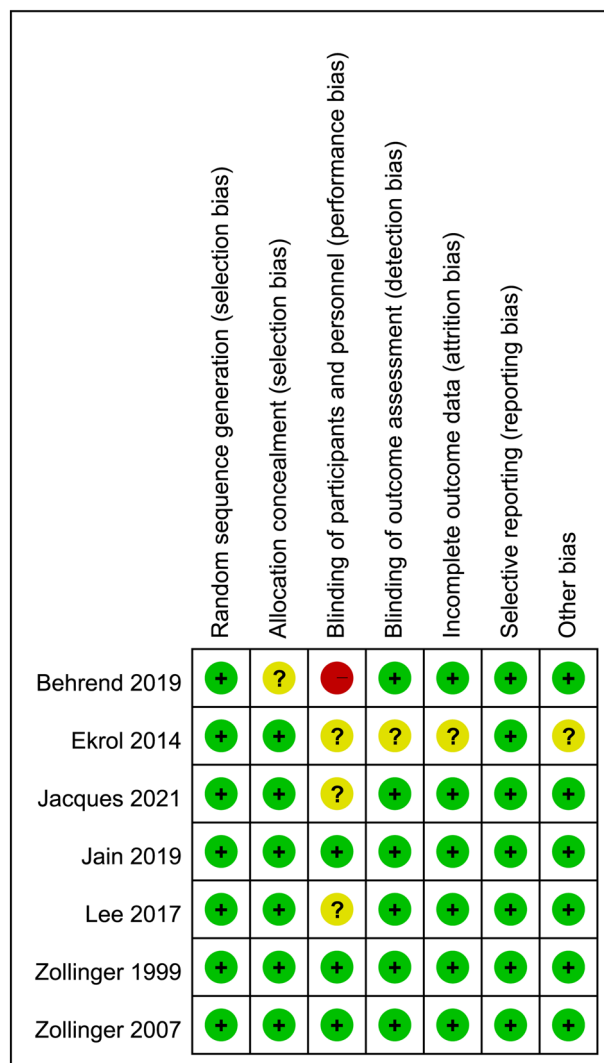 Random sequence generation (selection bias)
Allocation concealment (selection bias)
Blinding of participants and personnel (performance bias)
Blinding of outcome assessment (detection bias)
Incomplete outcome data (attrition bias)
Selective reporting (reporting bias)
Other bias
Behrend 2019 + ? – + + + +
Ekrol 2014 + + ? ? ? + ?
Jacques 2021 + + ? + + + +
Jain 2019 + + + + + + +
Lee 2017 + + ? + + + +
Zollinger 1999 + + + + + + +
Zollinger 2007 + + + + + + +